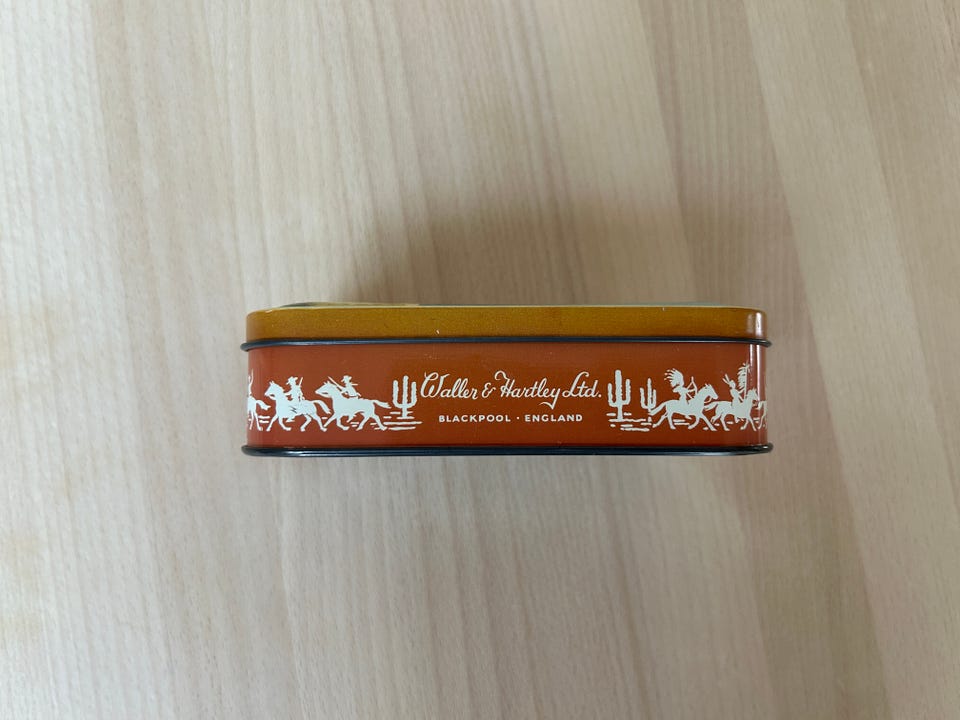 Waller & Hartley Ltd.
BLACKPOOL · ENGLAND